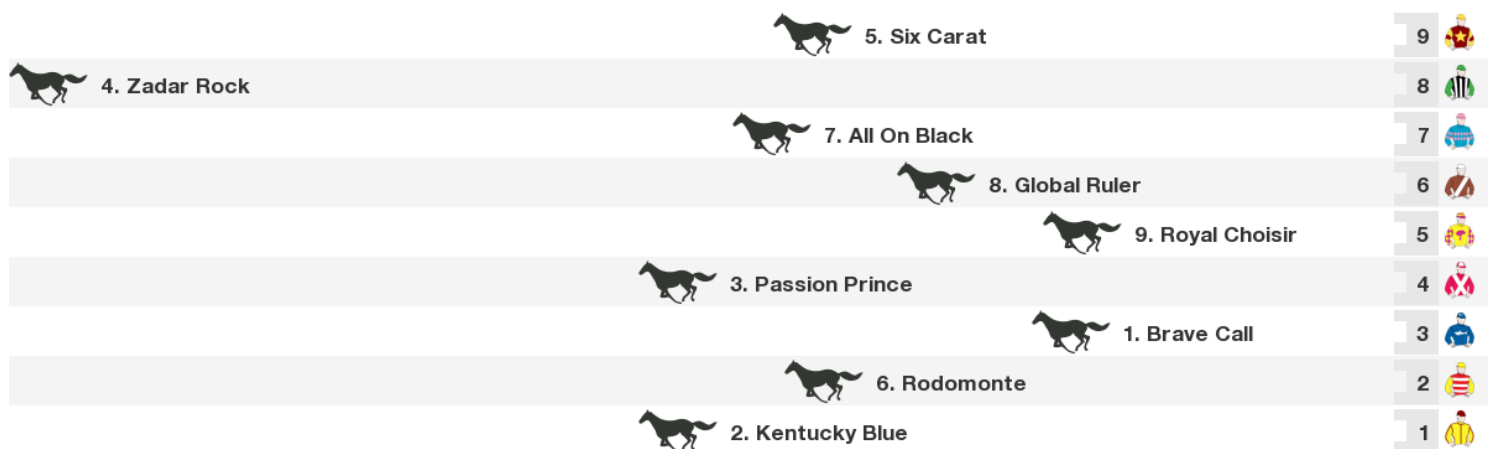 5. Six Carat 9
4. Zadar Rock 8
7. All On Black 7
8. Global Ruler 6
9. Royal Choisir 5
3. Passion Prince 4
1. Brave Call 3
6. Rodomonte 2
2. Kentucky Blue 1